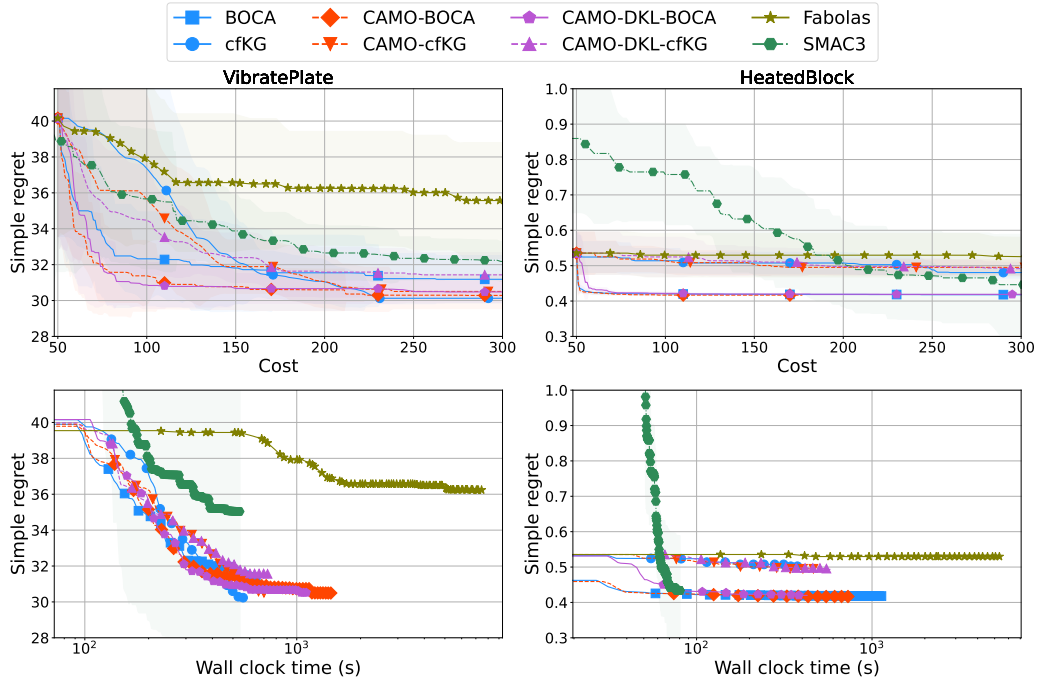 BOCA CAMO-BOCA CAMO-DKL-BOCA Fabolas
cfKG CAMO-cfKG CAMO-DKL-cfKG SMAC3
VibratePlate
40
38
36
34
32
30
28
Simple regret
50 100 150 200 250 300
Cost
HeatedBlock
1.0
0.9
0.8
0.7
0.6
0.5
0.4
0.3
Simple regret
50 100 150 200 250 300
Cost
40
38
36
34
32
30
28
Simple regret
10² 10³
Wall clock time (s)
1.0
0.9
0.8
0.7
0.6
0.5
0.4
0.3
Simple regret
10² 10³
Wall clock time (s)